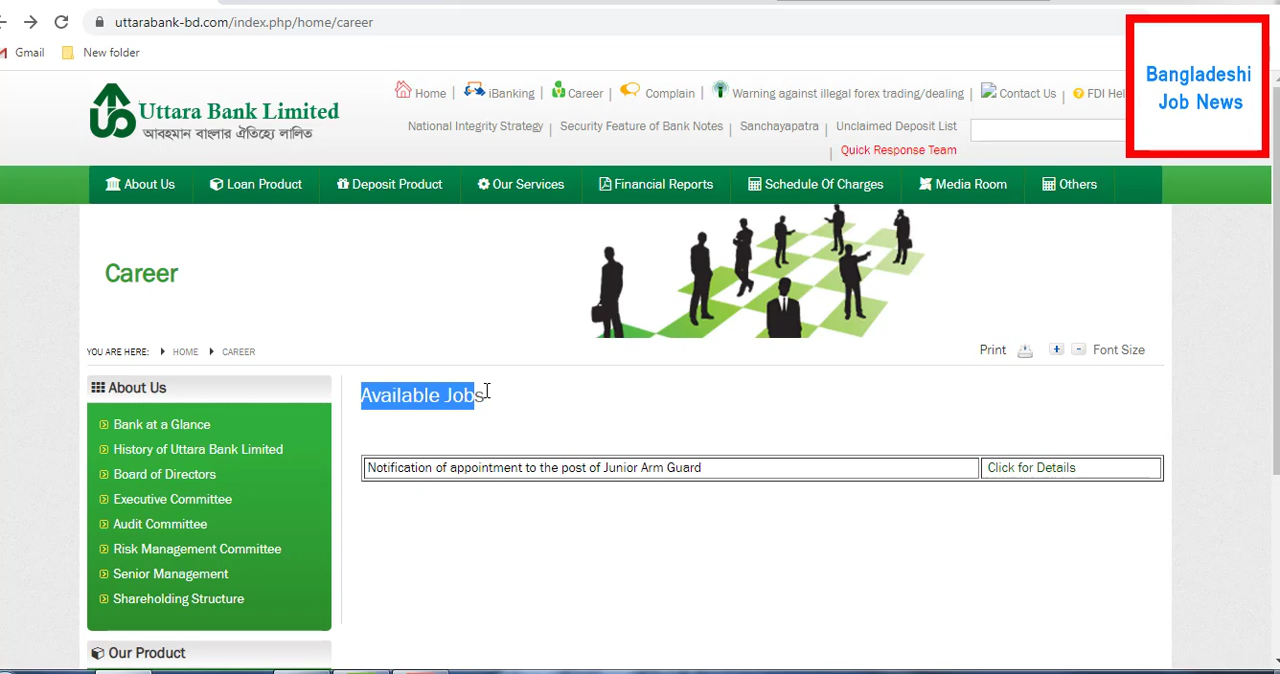 uttarabank-bd.com/index.php/home/career
Gmail New folder
Bangladeshi
Job News
Home | iBanking | Career | Complain | Warning against illegal forex trading/dealing | Contact Us | FDI Hel
National Integrity Strategy | Security Feature of Bank Notes | Sanchayapatra | Unclaimed Deposit List
| Quick Response Team
Uttara Bank Limited
আবহমান বাংলার ঐতিহ্যে লালিত
About Us Loan Product Deposit Product Our Services Financial Reports Schedule Of Charges Media Room Others
Career
YOU ARE HERE: HOME CAREER
Print + - Font Size
About Us
Bank at a Glance
History of Uttara Bank Limited
Board of Directors
Executive Committee
Audit Committee
Risk Management Committee
Senior Management
Shareholding Structure
Our Product
Available Jobs
Notification of appointment to the post of Junior Arm Guard Click for Details